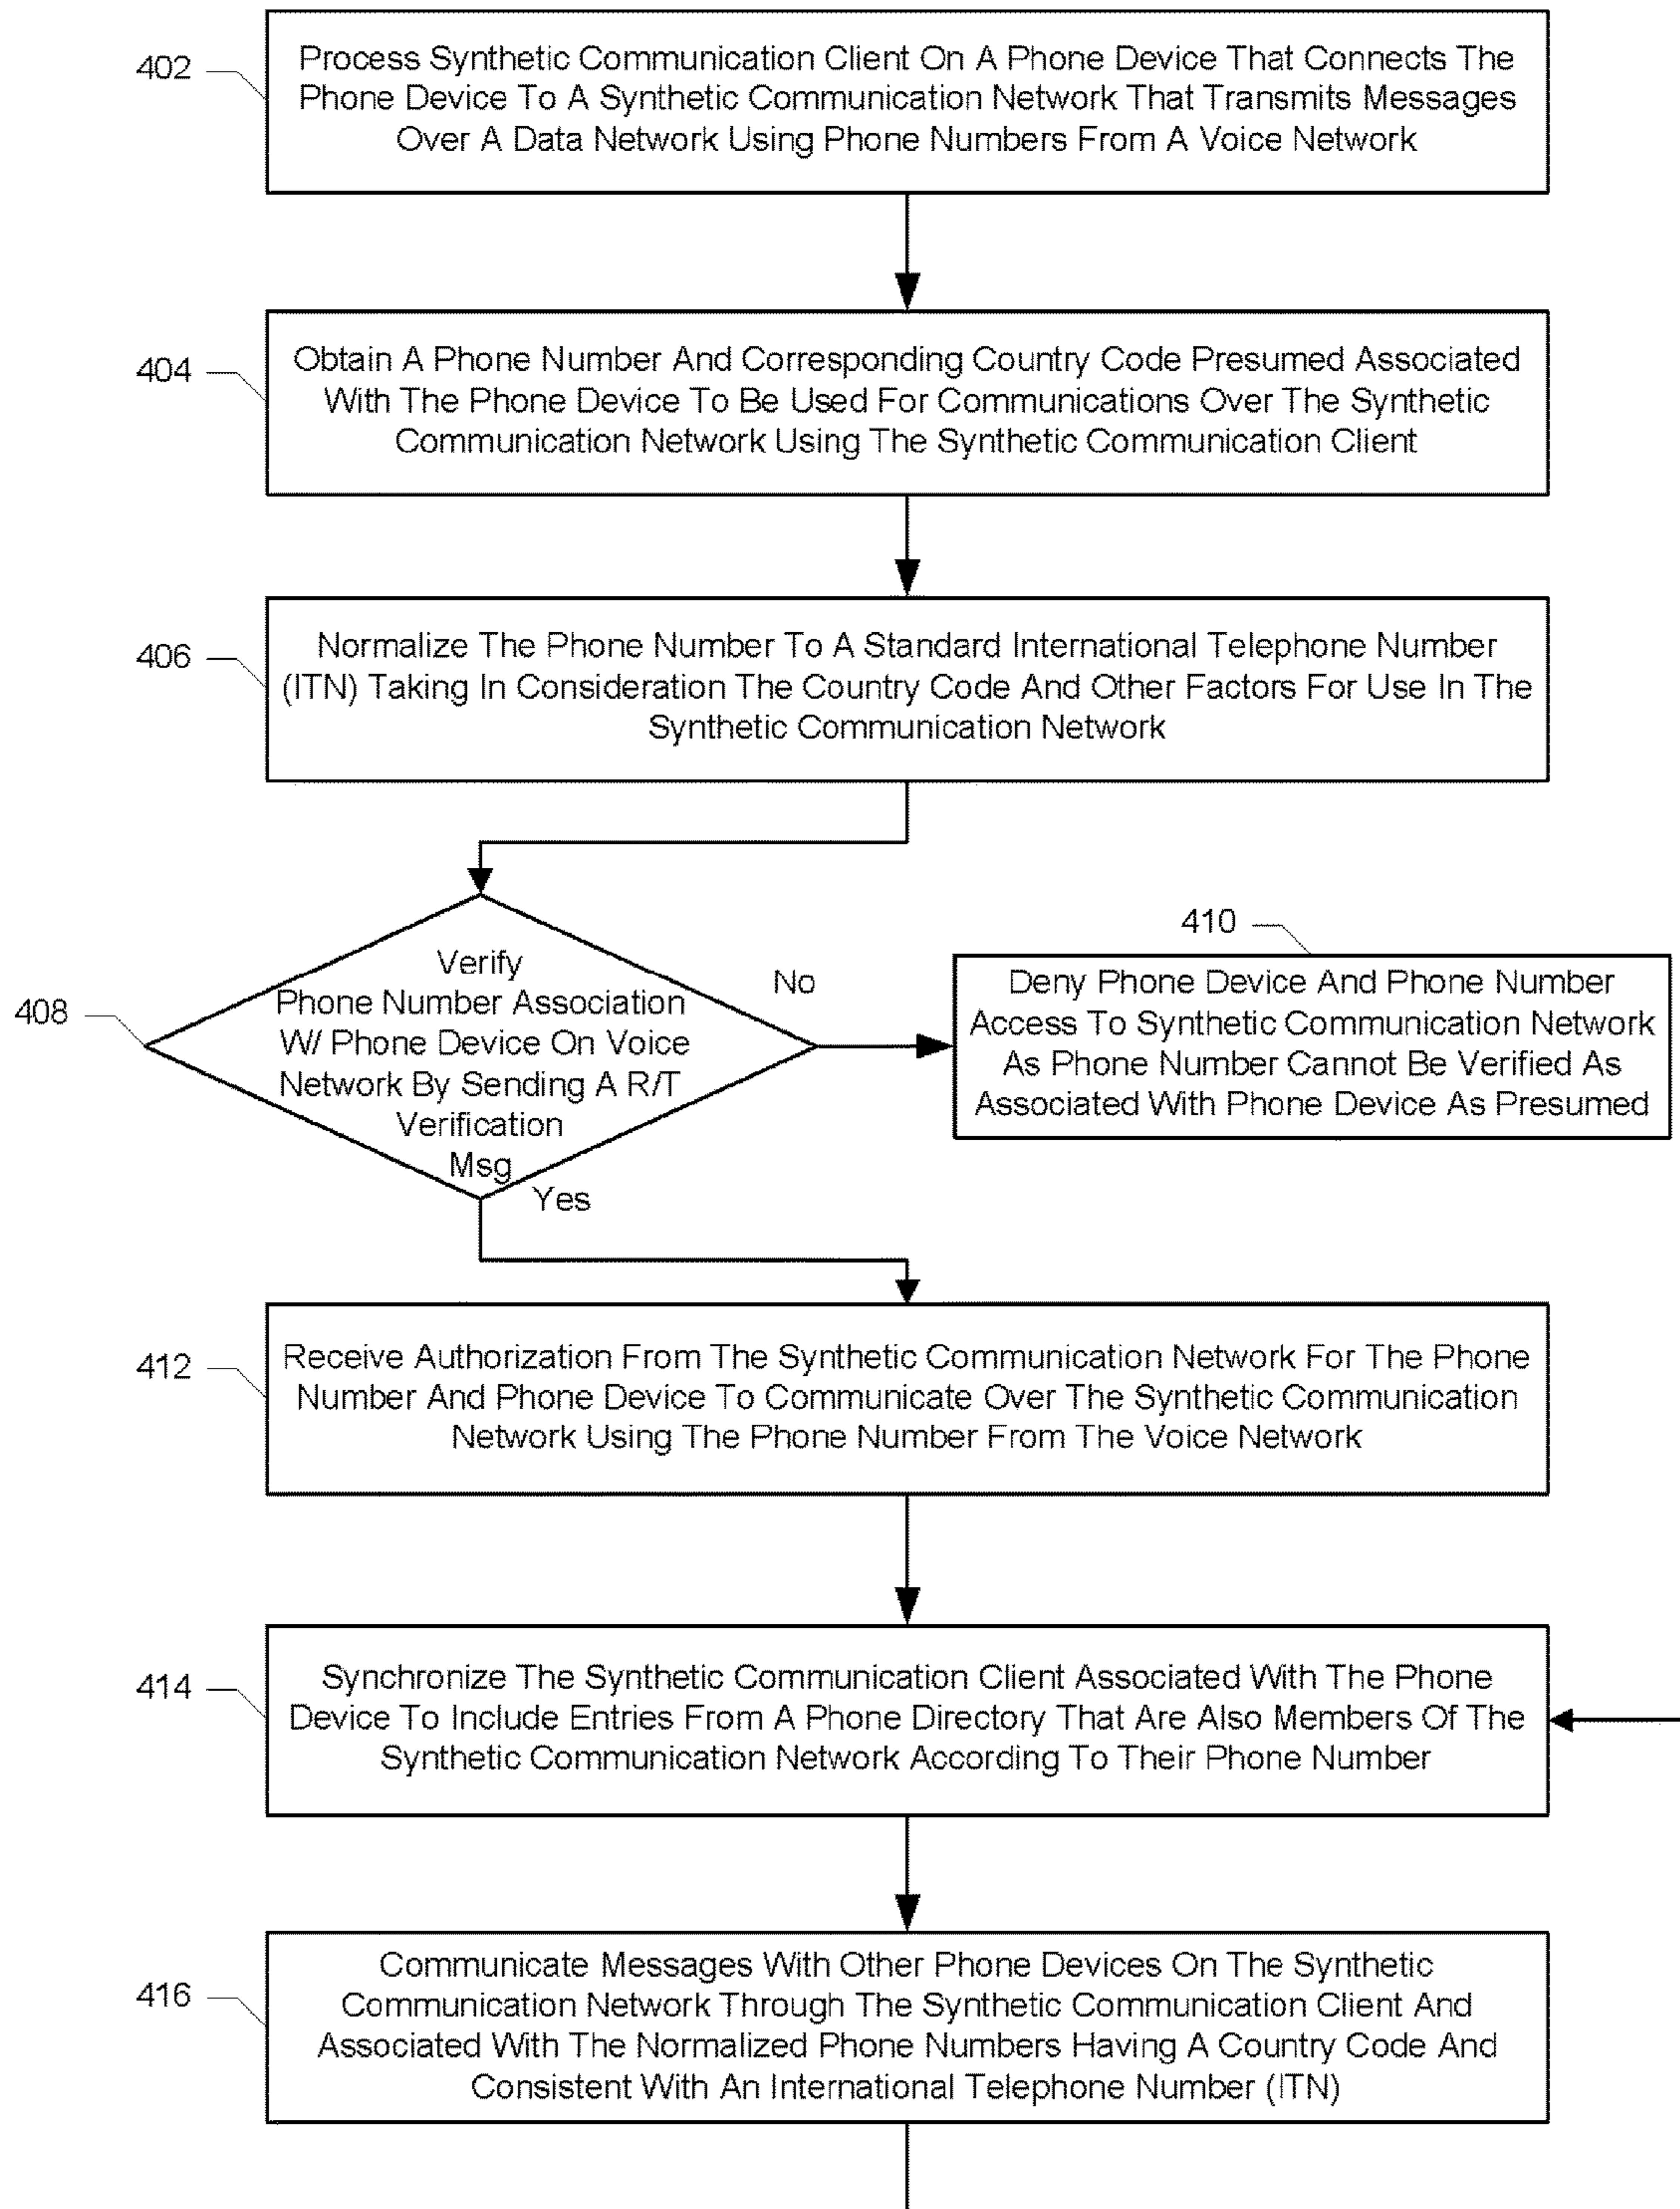 402
Process Synthetic Communication Client On A Phone Device That Connects The
Phone Device To A Synthetic Communication Network That Transmits Messages
Over A Data Network Using Phone Numbers From A Voice Network
404
Obtain A Phone Number And Corresponding Country Code Presumed Associated
With The Phone Device To Be Used For Communications Over The Synthetic
Communication Network Using The Synthetic Communication Client
406
Normalize The Phone Number To A Standard International Telephone Number
(ITN) Taking In Consideration The Country Code And Other Factors For Use In The
Synthetic Communication Network
408
Verify
Phone Number Association
W/ Phone Device On Voice
Network By Sending A R/T
Verification
Msg
No
Yes
410
Deny Phone Device And Phone Number
Access To Synthetic Communication Network
As Phone Number Cannot Be Verified As
Associated With Phone Device As Presumed
412
Receive Authorization From The Synthetic Communication Network For The Phone
Number And Phone Device To Communicate Over The Synthetic Communication
Network Using The Phone Number From The Voice Network
414
Synchronize The Synthetic Communication Client Associated With The Phone
Device To Include Entries From A Phone Directory That Are Also Members Of The
Synthetic Communication Network According To Their Phone Number
416
Communicate Messages With Other Phone Devices On The Synthetic
Communication Network Through The Synthetic Communication Client And
Associated With The Normalized Phone Numbers Having A Country Code And
Consistent With An International Telephone Number (ITN)